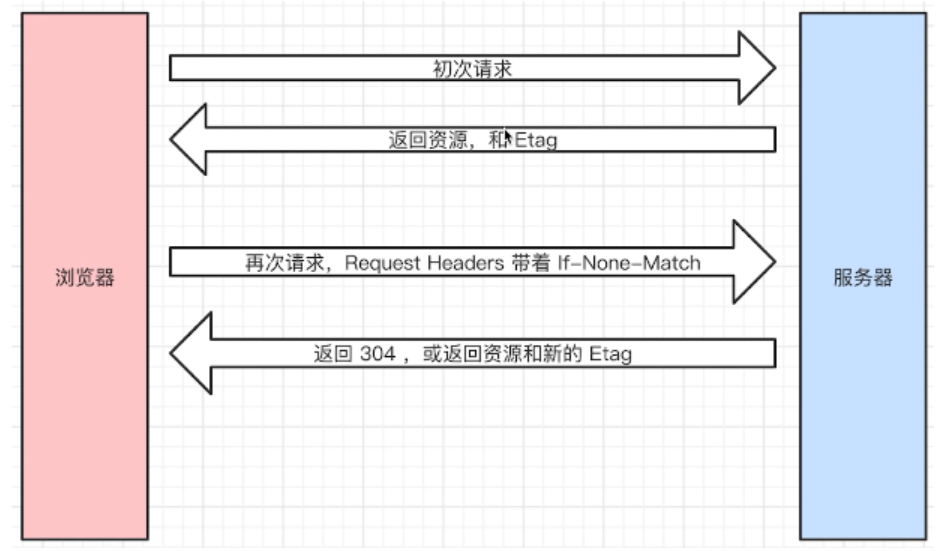 初次请求
返回资源，和 Etag
再次请求，Request Headers 带着 If-None-Match
浏览器
服务器
返回 304 ，或返回资源和新的 Etag